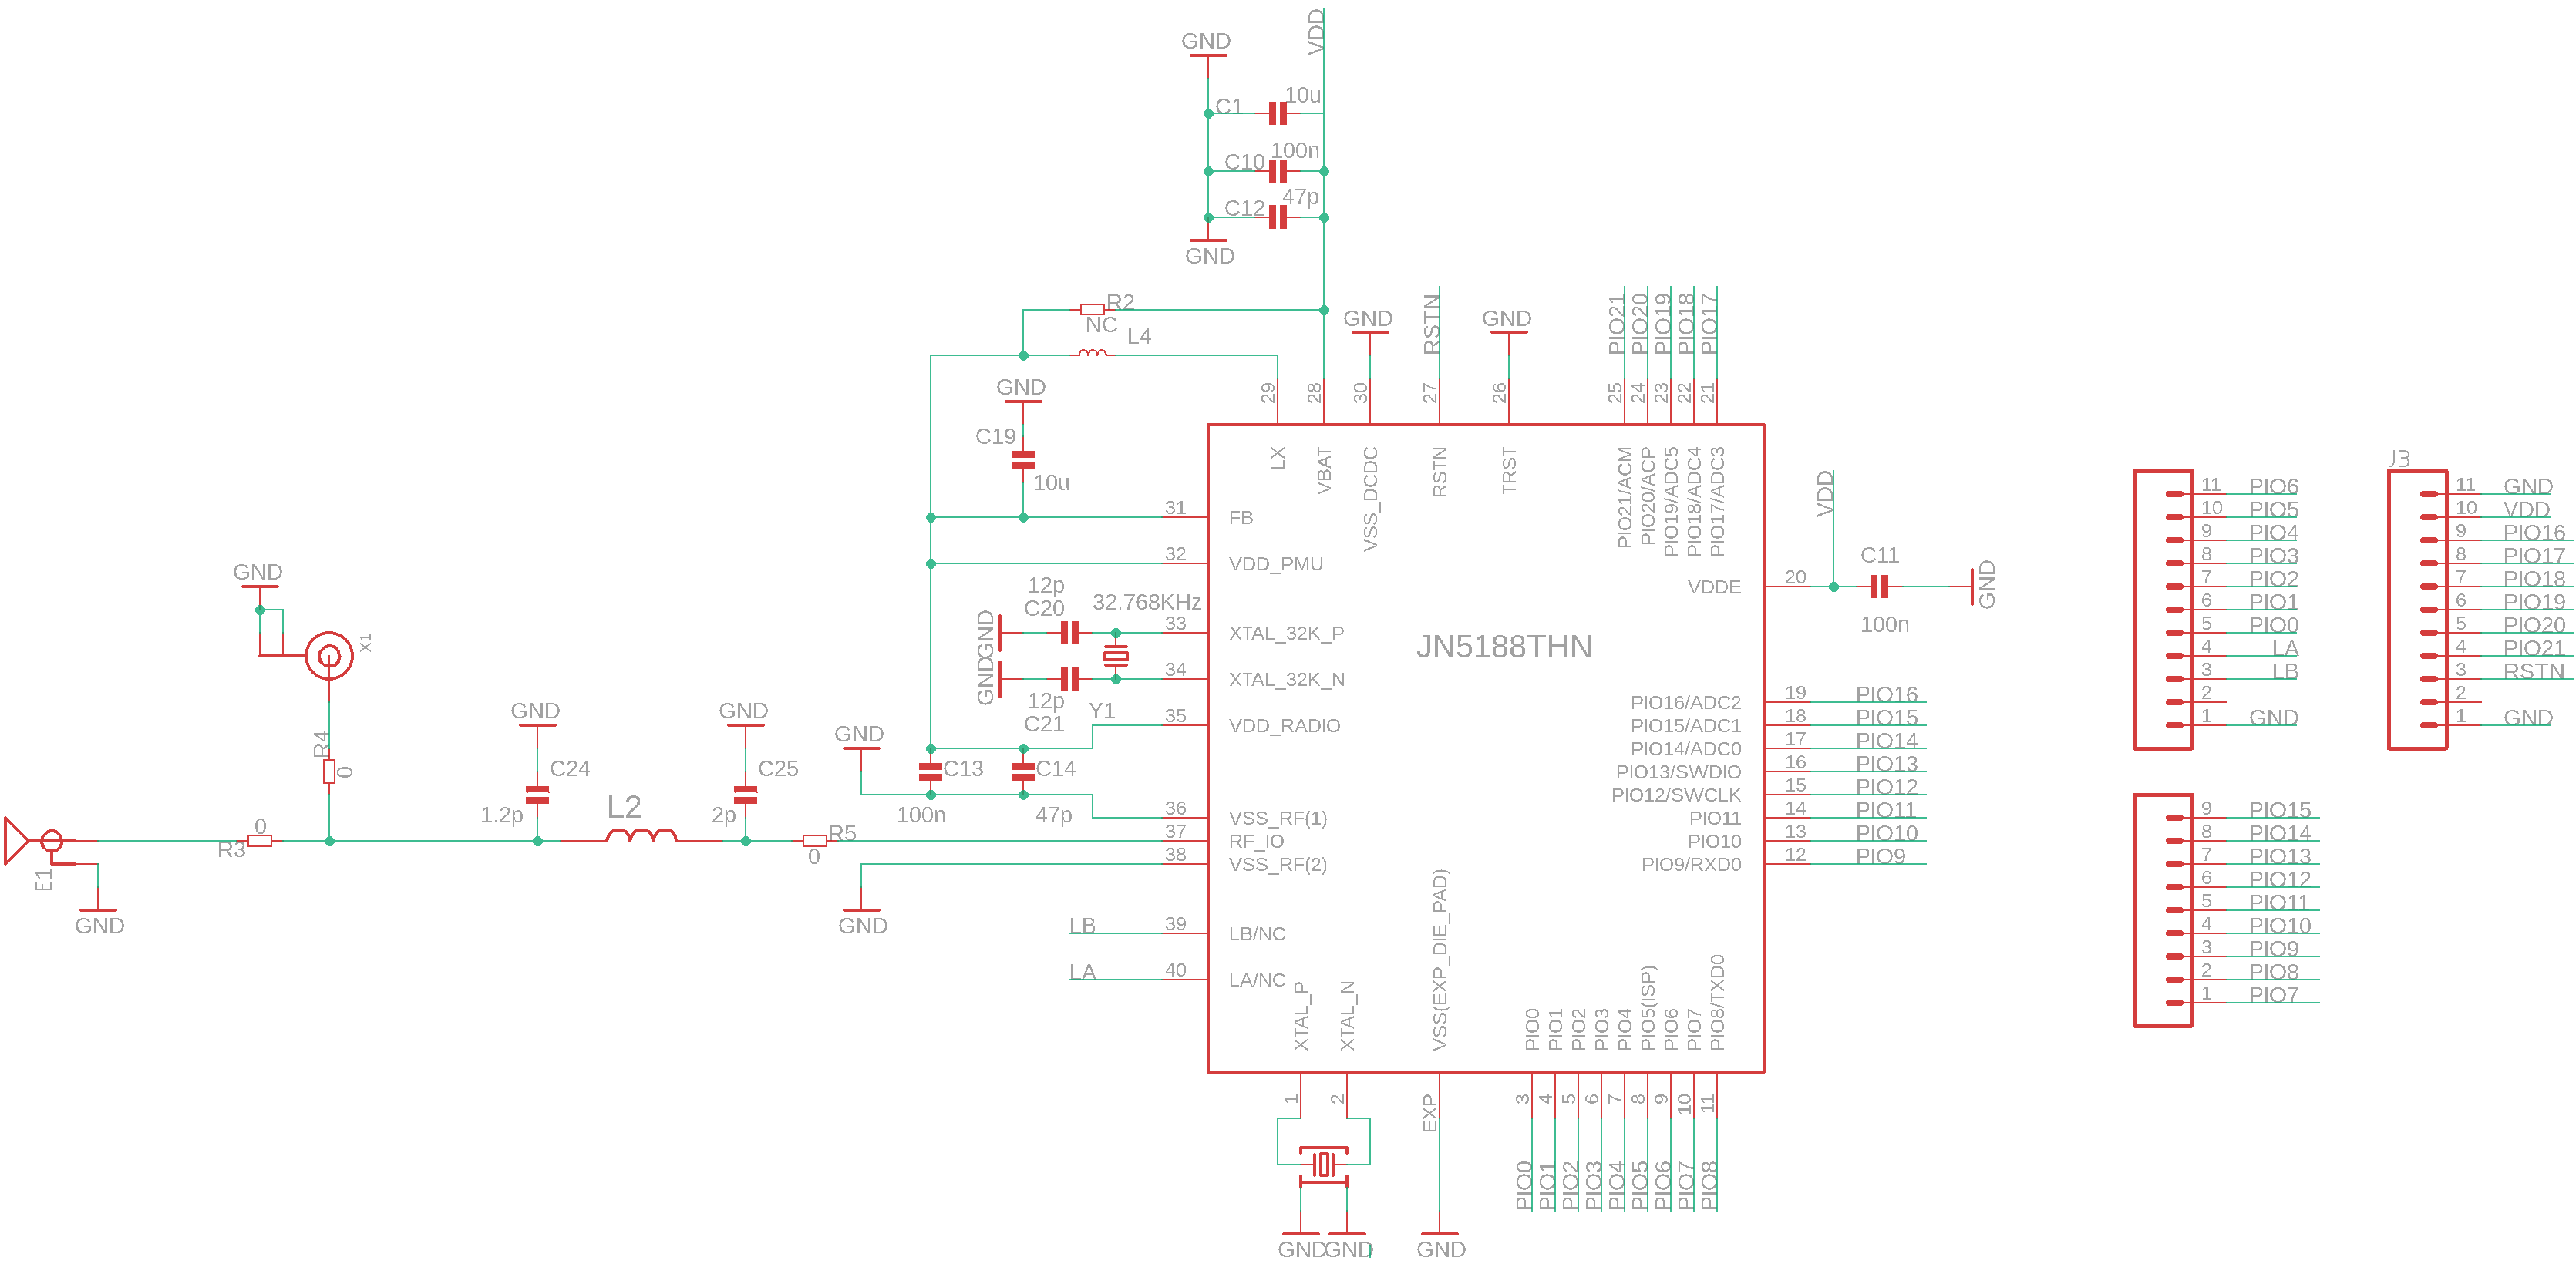 GND
VDD
C1
10u
C10
100n
C12
47p
GND
R2
NC
L4
GND
C19
10u
GND
RSTN
GND
PIO21
PIO20
PIO19
PIO18
PIO17
29
28
30
27
26
25
24
23
22
21
LX
VBAT
VSS_DCDC
RSTN
TRST
PIO21/ACM
PIO20/ACP
PIO19/ADC5
PIO18/ADC4
PIO17/ADC3
31
FB
32
VDD_PMU
12p
C20
GND
32.768KHz
33
XTAL_32K_P
GND
12p
C21
Y1
34
XTAL_32K_N
35
VDD_RADIO
GND
C13
100n
C14
47p
36
VSS_RF(1)
37
RF_IO
38
VSS_RF(2)
GND
LB
39
LB/NC
LA
40
LA/NC
JN5188THN
VDD
VDDE
20
C11
100n
GND
PIO16/ADC2
19
PIO16
PIO15/ADC1
18
PIO15
PIO14/ADC0
17
PIO14
PIO13/SWDIO
16
PIO13
PIO12/SWCLK
15
PIO12
PIO11
14
PIO11
PIO10
13
PIO10
PIO9/RXD0
12
PIO9
XTAL_P
XTAL_N
VSS(EXP_DIE_PAD)
PIO0
PIO1
PIO2
PIO3
PIO4
PIO5(ISP)
PIO6
PIO7
PIO8/TXD0
1
2
EXP
3
4
5
6
7
8
9
10
11
PIO0
PIO1
PIO2
PIO3
PIO4
PIO5
PIO6
PIO7
PIO8
GND
GND
GND
GND
X1
R4
0
GND
C24
1.2p
L2
GND
C25
2p
R5
0
0
R3
E1
GND
11 PIO6
10 PIO5
9 PIO4
8 PIO3
7 PIO2
6 PIO1
5 PIO0
4 LA
3 LB
2
1 GND
J3
11 GND
10 VDD
9 PIO16
8 PIO17
7 PIO18
6 PIO19
5 PIO20
4 PIO21
3 RSTN
2
1 GND
9 PIO15
8 PIO14
7 PIO13
6 PIO12
5 PIO11
4 PIO10
3 PIO9
2 PIO8
1 PIO7